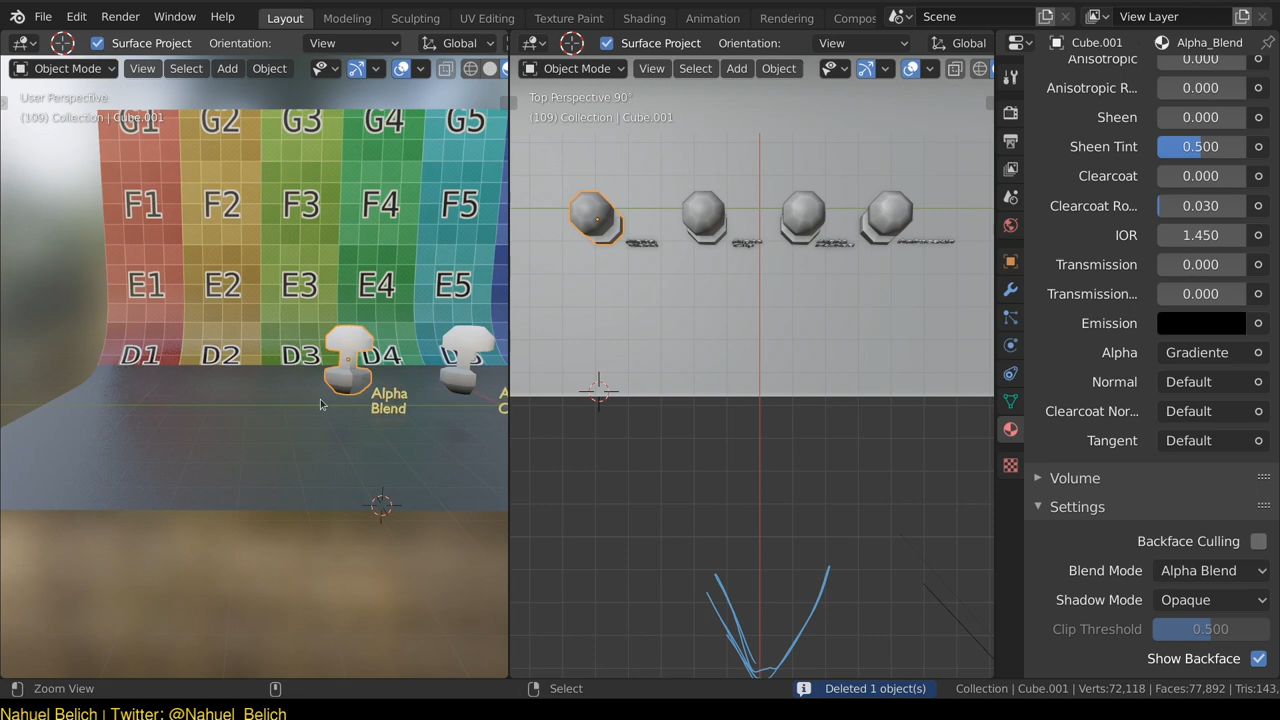 File Edit Render Window Help Layout Modeling Sculpting UV Editing Texture Paint Shading Animation Rendering Compos Scene View Layer
Surface Project Orientation: View Global Surface Project Orientation: View Global Cube.001 Alpha_Blend
Object Mode View Select Add Object Object Mode View Select Add Object
User Perspective
(109) Collection | Cube.001
Top Perspective 90°
(109) Collection | Cube.001
G1 G2 G3 G4 G5
F1 F2 F3 F4 F5
E1 E2 E3 E4 E5
D1 D2 D3 D4
Alpha
Blend
Anisotropic 0.000
Anisotropic R... 0.000
Sheen 0.000
Sheen Tint 0.500
Clearcoat 0.000
Clearcoat Ro... 0.030
IOR 1.450
Transmission 0.000
Transmission... 0.000
Emission
Alpha Gradiente
Normal Default
Clearcoat Nor... Default
Tangent Default
Volume
Settings
Backface Culling
Blend Mode Alpha Blend
Shadow Mode Opaque
Clip Threshold 0.500
Show Backface
Zoom View Select Deleted 1 object(s) Collection | Cube.001 | Verts:72,118 | Faces:77,892 | Tris:143,
Nahuel Belich | Twitter: @Nahuel_Belich